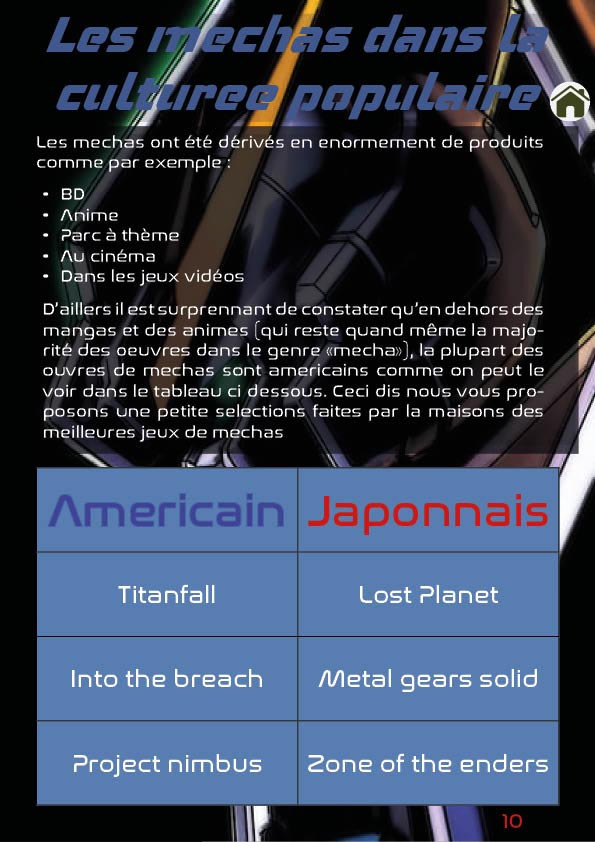 Les mechas dans la
culturee populaire
Les mechas ont été dérivés en enormement de produits
comme par exemple :
• BD
• Anime
• Parc à thème
• Au cinéma
• Dans les jeux vidéos
D'aillers il est surprennant de constater qu'en dehors des
mangas et des animes (qui reste quand même la majo-
rité des oeuvres dans le genre «mecha»), la plupart des
ouvres de mechas sont americains comme on peut le
voir dans le tableau ci dessous. Ceci dis nous vous pro-
posons une petite selections faites par la maisons des
meilleures jeux de mechas
Americain Japonnais
Titanfall Lost Planet
Into the breach Metal gears solid
Project nimbus Zone of the enders
10